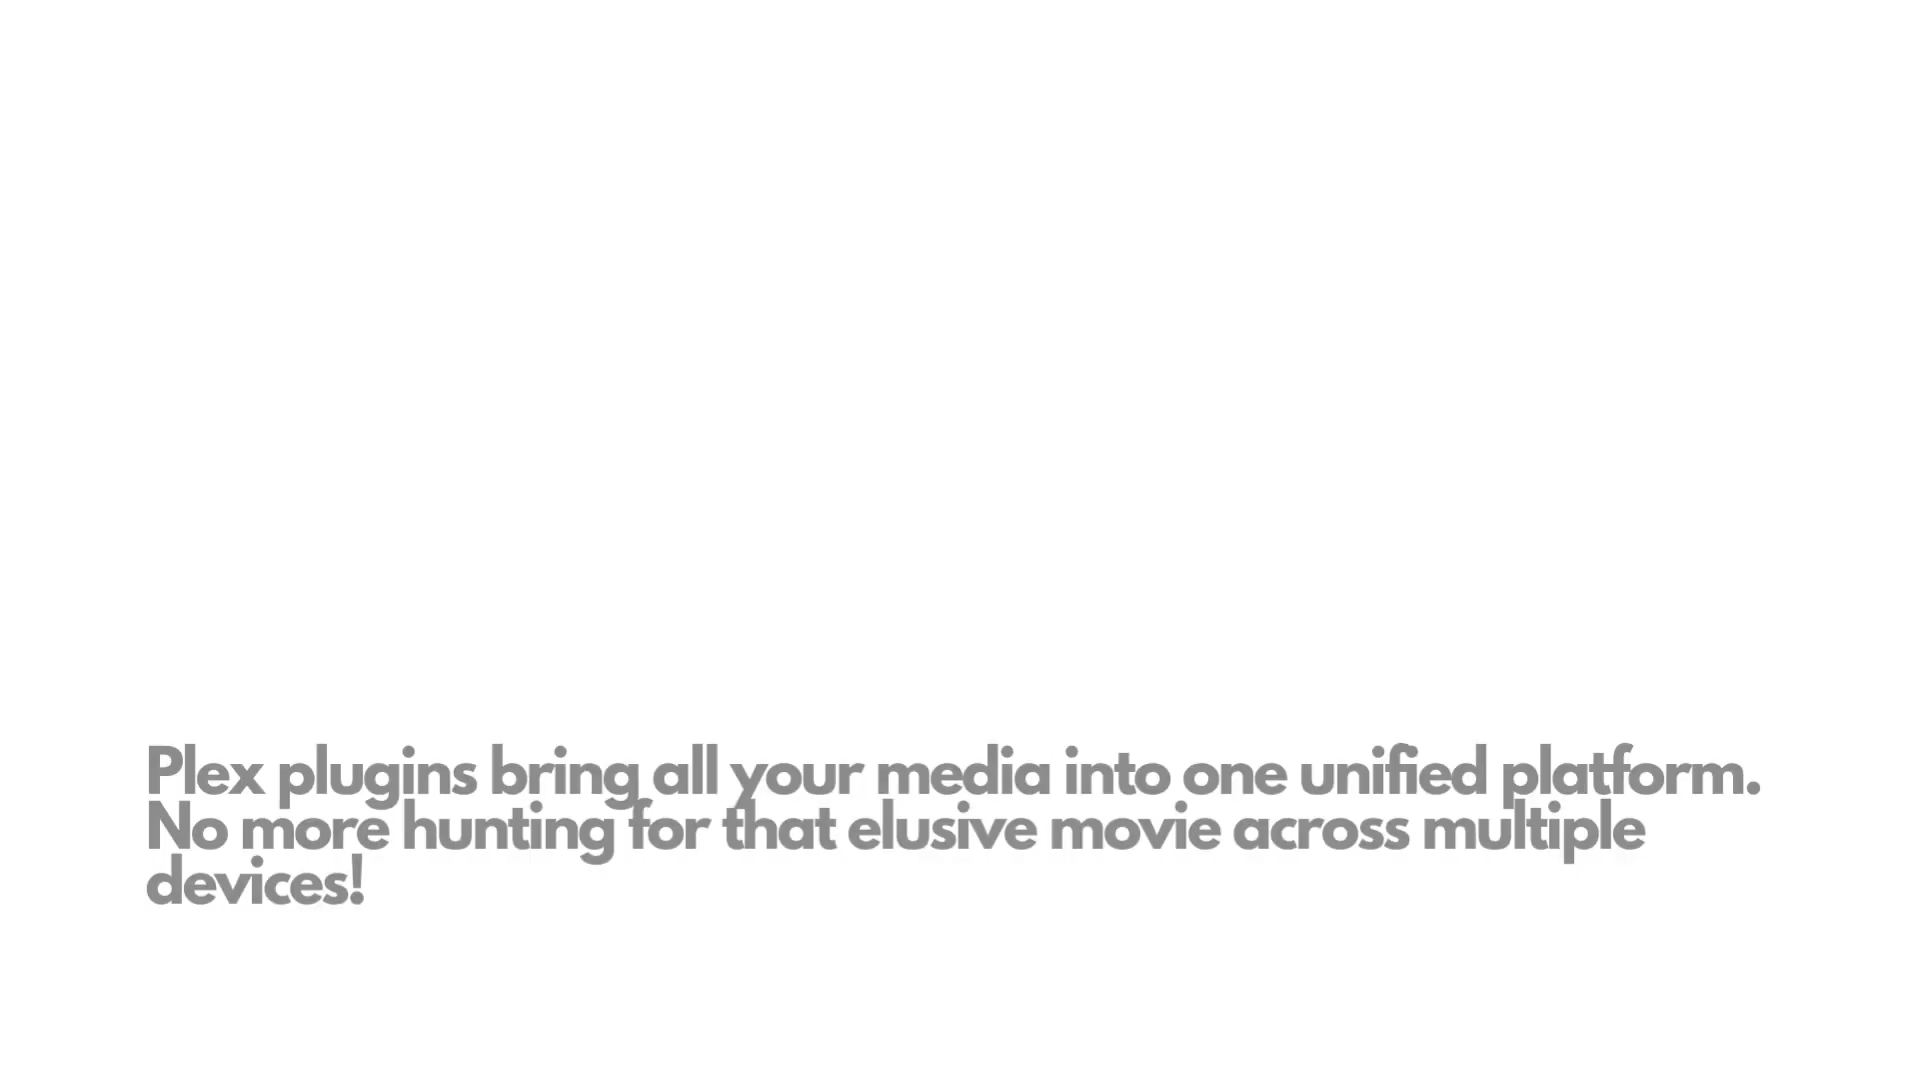 Plex plugins bring all your media into one unified platform.
No more hunting for that elusive movie across multiple
devices!